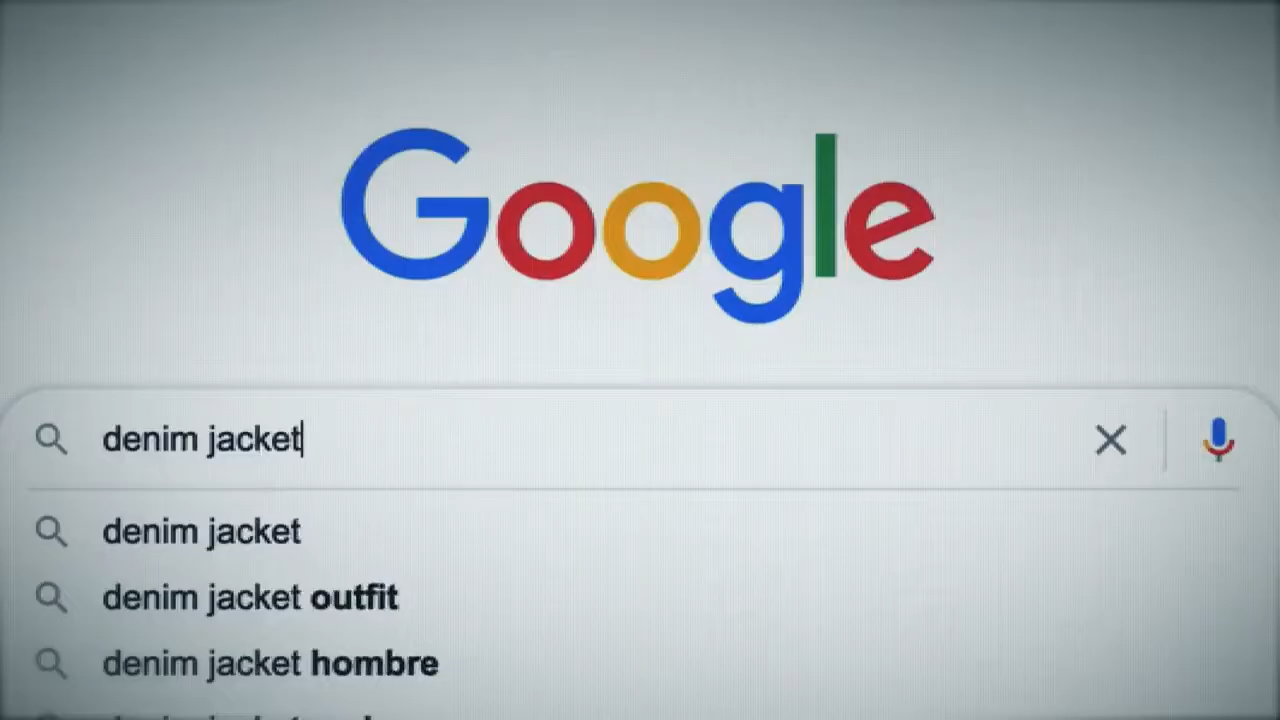 Google
denim jacket
denim jacket
denim jacket outfit
denim jacket hombre